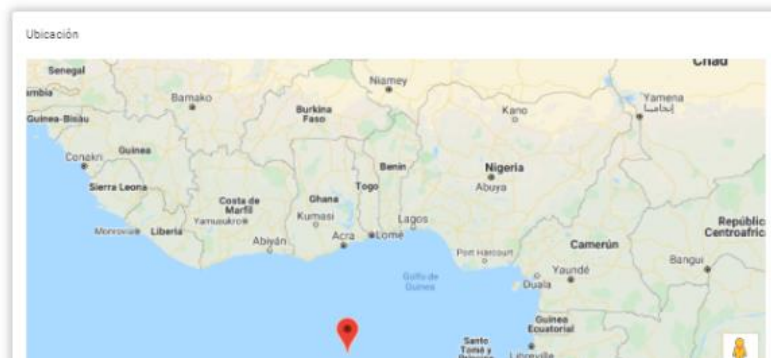 Ubicación
Chad
Senegal
Niamey
Bamako
Burkina
Faso
Kano
Yamena
إنجامينا
Guinea-Bisáu
Guinea
Conakri
Benín
Nigeria
Abuya
Sierra Leona
Togo
Costa de
Marfil
Ghana
Yamusukro
Kumasi
Lagos
República
Centroafric
Monrovia
Liberia
Abiyán
Acra
Lomé
Port Harcourt
Camerún
Bangui
Golfo de
Guinea
Yaundé
Duala
Guinea
Ecuatorial
Santo
Tomé y
Libreville